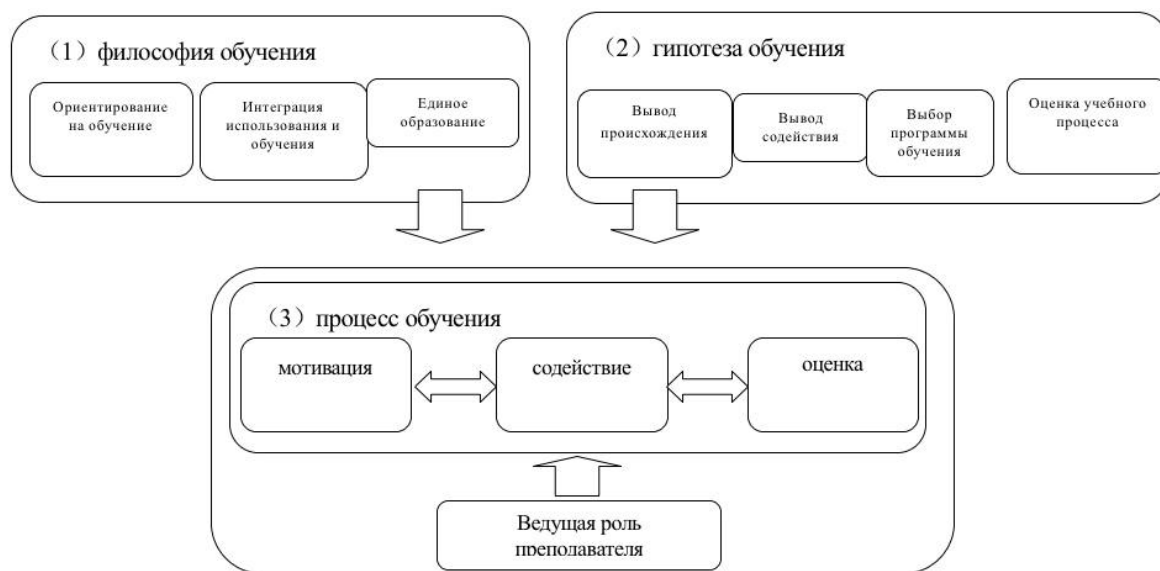 （1）философия обучения
Ориентирование
на обучение
Интеграция
использования и
обучения
Единое
образование
（2）гипотеза обучения
Вывод
происхождения
Вывод
содействия
Выбор
программы
обучения
Оценка учебного
процесса
（3）процесс обучения
мотивация
содействие
оценка
Ведущая роль
преподавателя